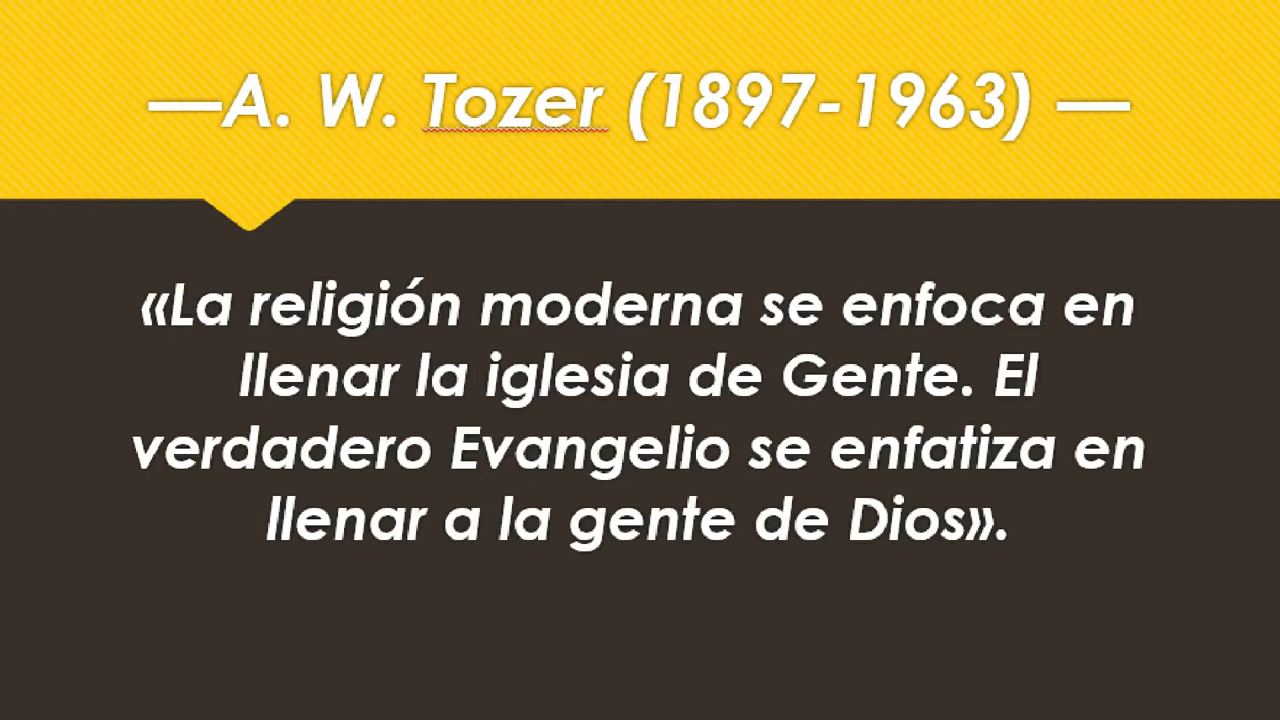 —A. W. Tozer (1897-1963) —
«La religión moderna se enfoca en
llenar la iglesia de Gente. El
verdadero Evangelio se enfatiza en
llenar a la gente de Dios».